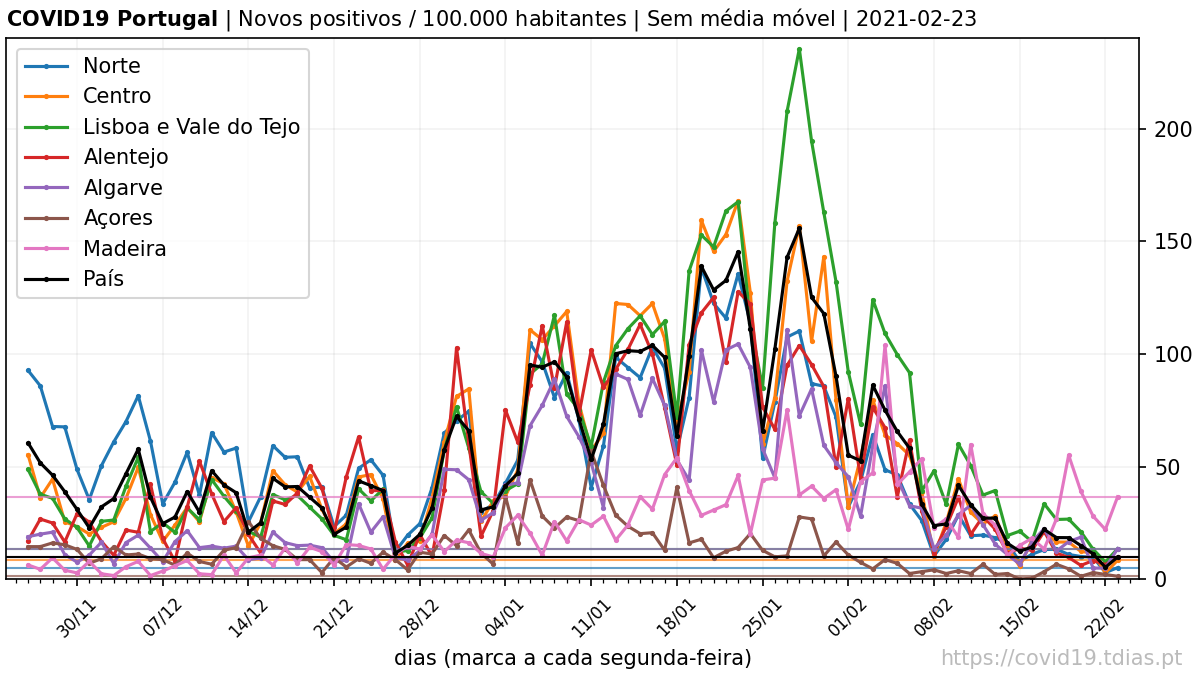 COVID19 Portugal | Novos positivos / 100.000 habitantes | Sem média móvel | 2021-02-23
Norte
Centro
Lisboa e Vale do Tejo
Alentejo
Algarve
Açores
Madeira
País
200
150
100
50
0
30/11
07/12
14/12
21/12
28/12
04/01
11/01
18/01
25/01
01/02
08/02
15/02
22/02
dias (marca a cada segunda-feira)
https://covid19.tdias.pt